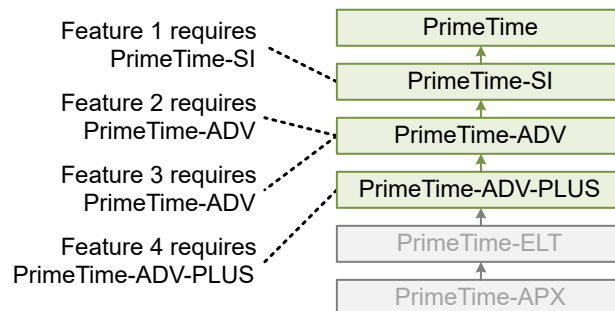 Feature 1 requires
PrimeTime-SI
Feature 2 requires
PrimeTime-ADV
Feature 3 requires
PrimeTime-ADV
Feature 4 requires
PrimeTime-ADV-PLUS
PrimeTime
PrimeTime-SI
PrimeTime-ADV
PrimeTime-ADV-PLUS
PrimeTime-ELT
PrimeTime-APX